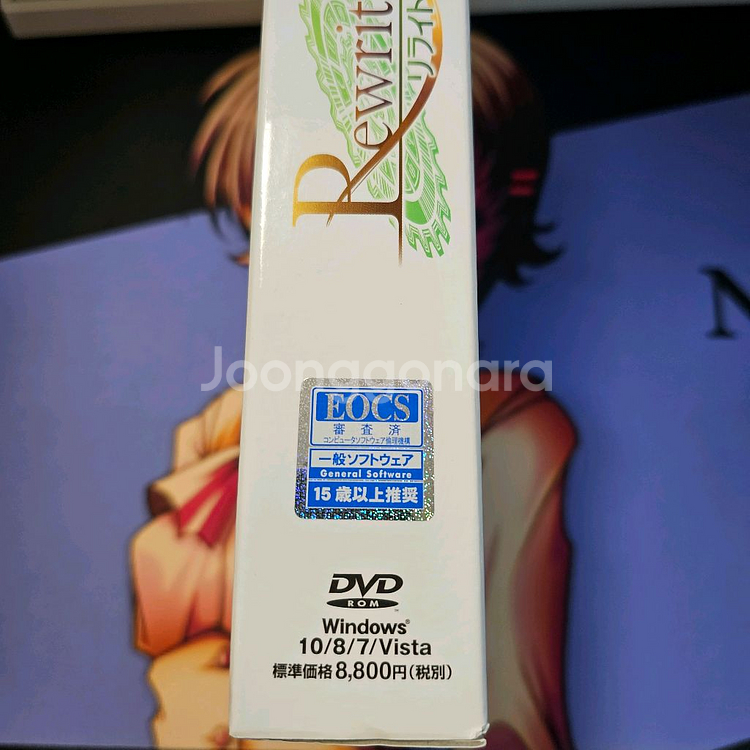 Rewrite
リライト
Joonggonara
EOCS
審査済
コンピュータソフトウェア倫理機構
一般ソフトウェア
General Software
15歳以上推奨
DVD
ROM
Windows®
10/8/7/Vista
標準価格8,800円(税別)
N